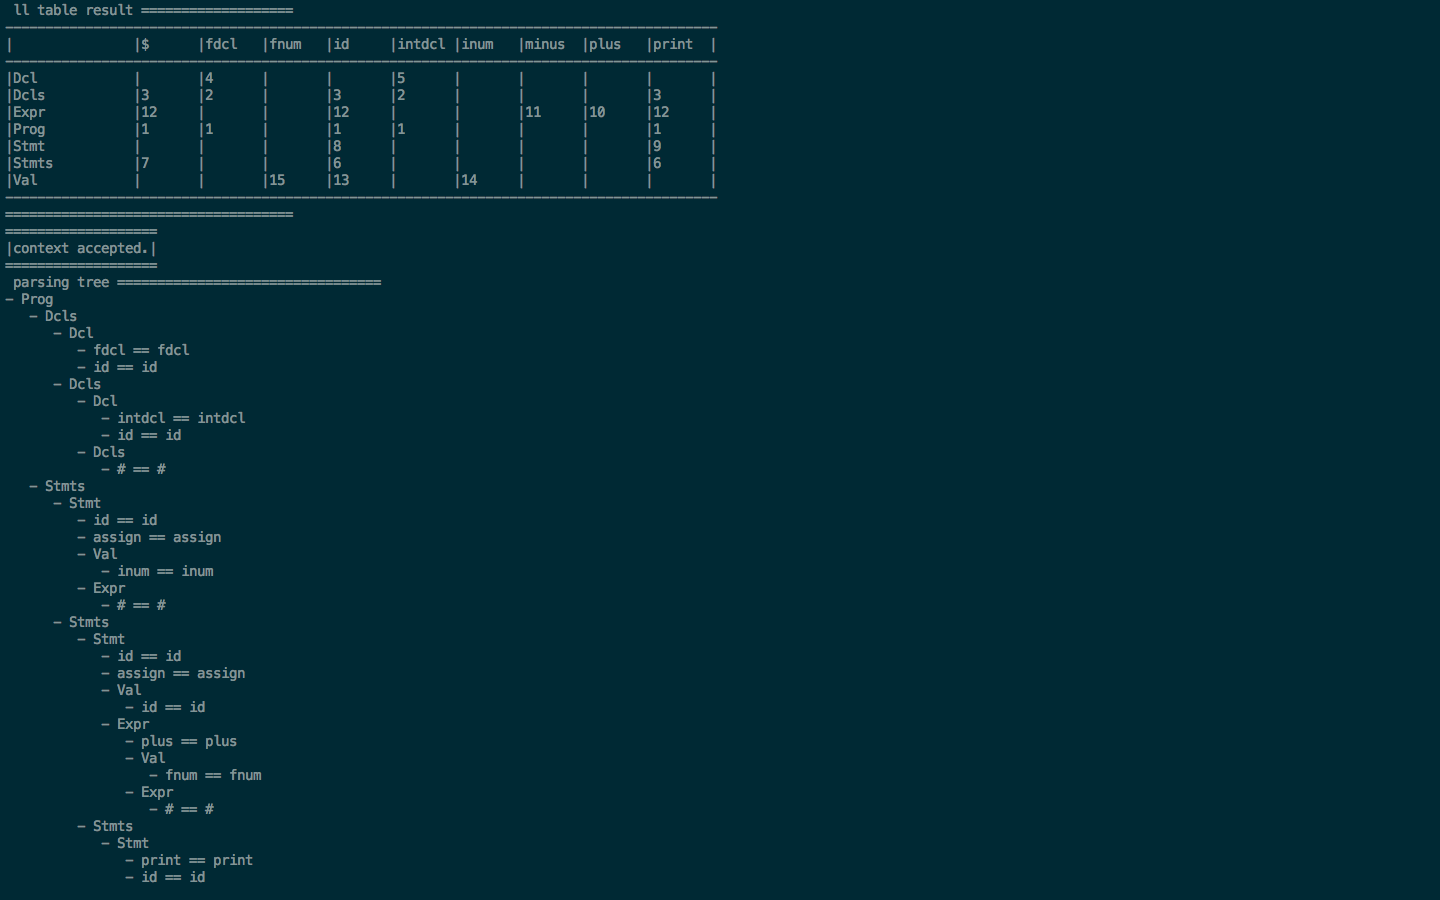 ll table result ===================
-----------------------------------------------------------------------------------------
|               |$      |fdcl   |fnum   |id     |intdcl |inum   |minus  |plus   |print  |
-----------------------------------------------------------------------------------------
|Dcl            |       |4      |       |       |5      |       |       |       |       |
|Dcls           |3      |2      |       |3      |2      |       |       |       |3      |
|Expr           |12     |       |       |12     |       |       |11     |10     |12     |
|Prog           |1      |1      |       |1      |1      |       |       |       |1      |
|Stmt           |       |       |       |8      |       |       |       |       |9      |
|Stmts          |7      |       |       |6      |       |       |       |       |6      |
|Val            |       |       |15     |13     |       |14     |       |       |       |
-----------------------------------------------------------------------------------------
====================================
===================
|context accepted.|
===================
 parsing tree =================================
- Prog
   - Dcls
      - Dcl
         - fdcl == fdcl
         - id == id
      - Dcls
         - Dcl
            - intdcl == intdcl
            - id == id
         - Dcls
            - # == #
   - Stmts
      - Stmt
         - id == id
         - assign == assign
         - Val
            - inum == inum
         - Expr
            - # == #
      - Stmts
         - Stmt
            - id == id
            - assign == assign
            - Val
               - id == id
            - Expr
               - plus == plus
               - Val
                  - fnum == fnum
               - Expr
                  - # == #
         - Stmts
            - Stmt
               - print == print
               - id == id